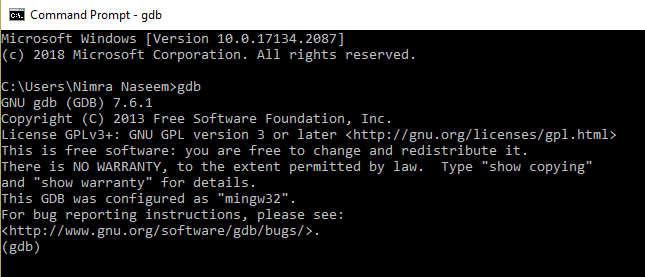 Command Prompt - gdb
Microsoft Windows [Version 10.0.17134.2087]
(c) 2018 Microsoft Corporation. All rights reserved.
C:\Users\Nimra Naseem>gdb
GNU gdb (GDB) 7.6.1
Copyright (C) 2013 Free Software Foundation, Inc.
License GPLv3+: GNU GPL version 3 or later <http://gnu.org/licenses/gpl.html>
This is free software: you are free to change and redistribute it.
There is NO WARRANTY, to the extent permitted by law.  Type "show copying"
and "show warranty" for details.
This GDB was configured as "mingw32".
For bug reporting instructions, please see:
<http://www.gnu.org/software/gdb/bugs/>.
(gdb)